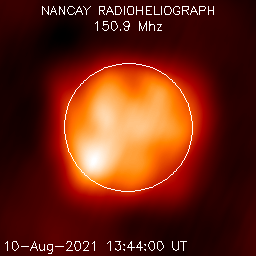 NANCAY RADIOHELIOGRAPH
150.9 Mhz
10-Aug-2021 13:44:00 UT